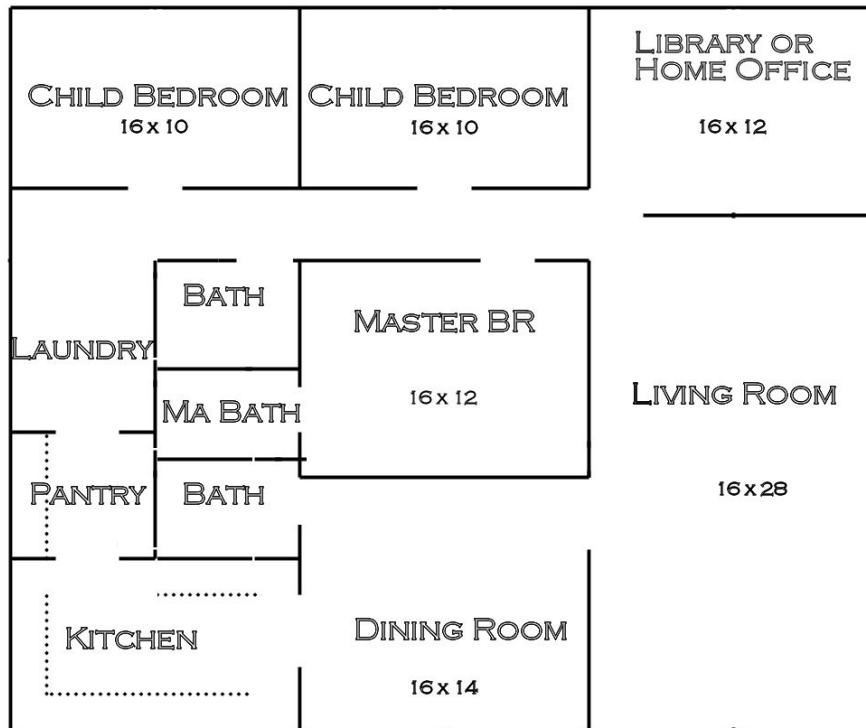 CHILD BEDROOM
16 x 10
CHILD BEDROOM
16 x 10
LIBRARY OR
HOME OFFICE
16 x 12
BATH
MASTER BR
16 x 12
LAUNDRY
MA BATH
LIVING ROOM
16 x 28
PANTRY
BATH
KITCHEN
DINING ROOM
16 x 14